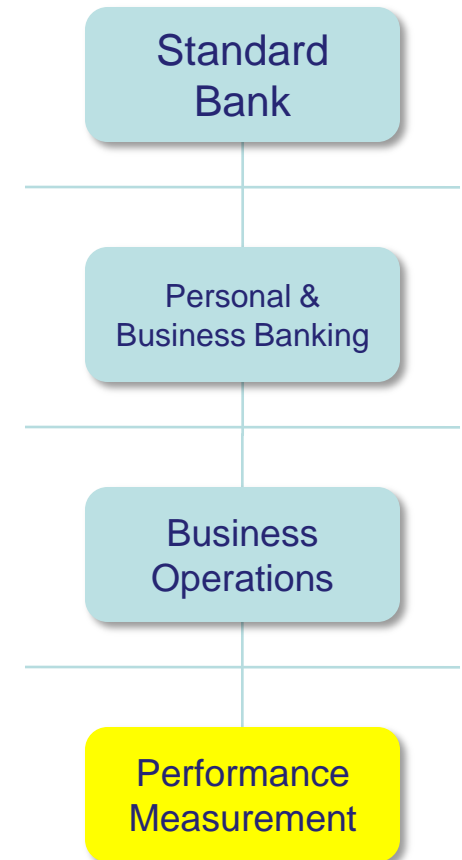 Standard
Bank
Personal &
Business Banking
Business
Operations
Performance
Measurement